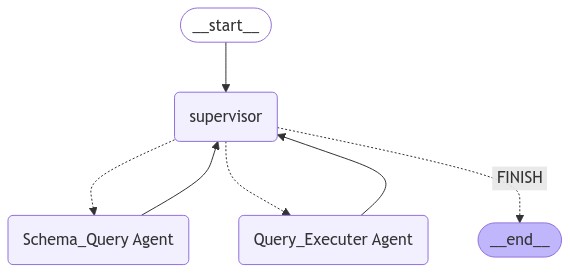 __start__
supervisor
FINISH
Schema_Query Agent
Query_Executer Agent
__end__